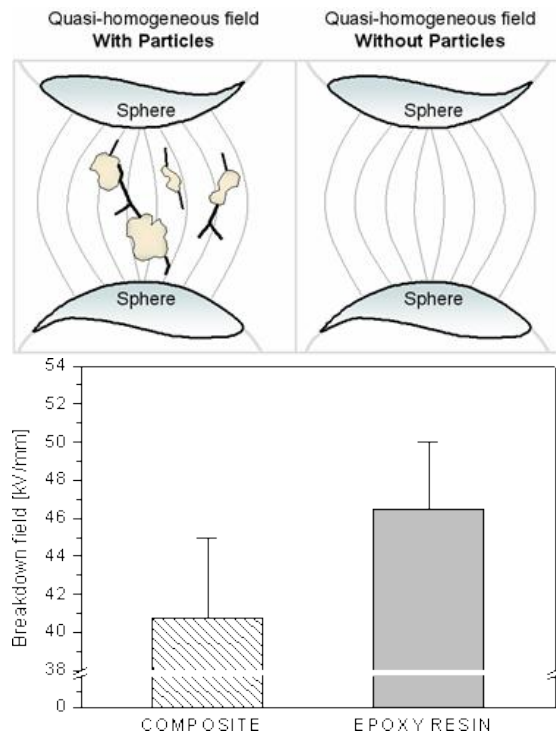 Quasi-homogeneous field
With Particles
Quasi-homogeneous field
Without Particles
Sphere
Sphere
Sphere
Sphere
54
52
50
48
46
44
42
40
38
0
Breakdown field [kV/mm]
COMPOSITE
EPOXY RESIN